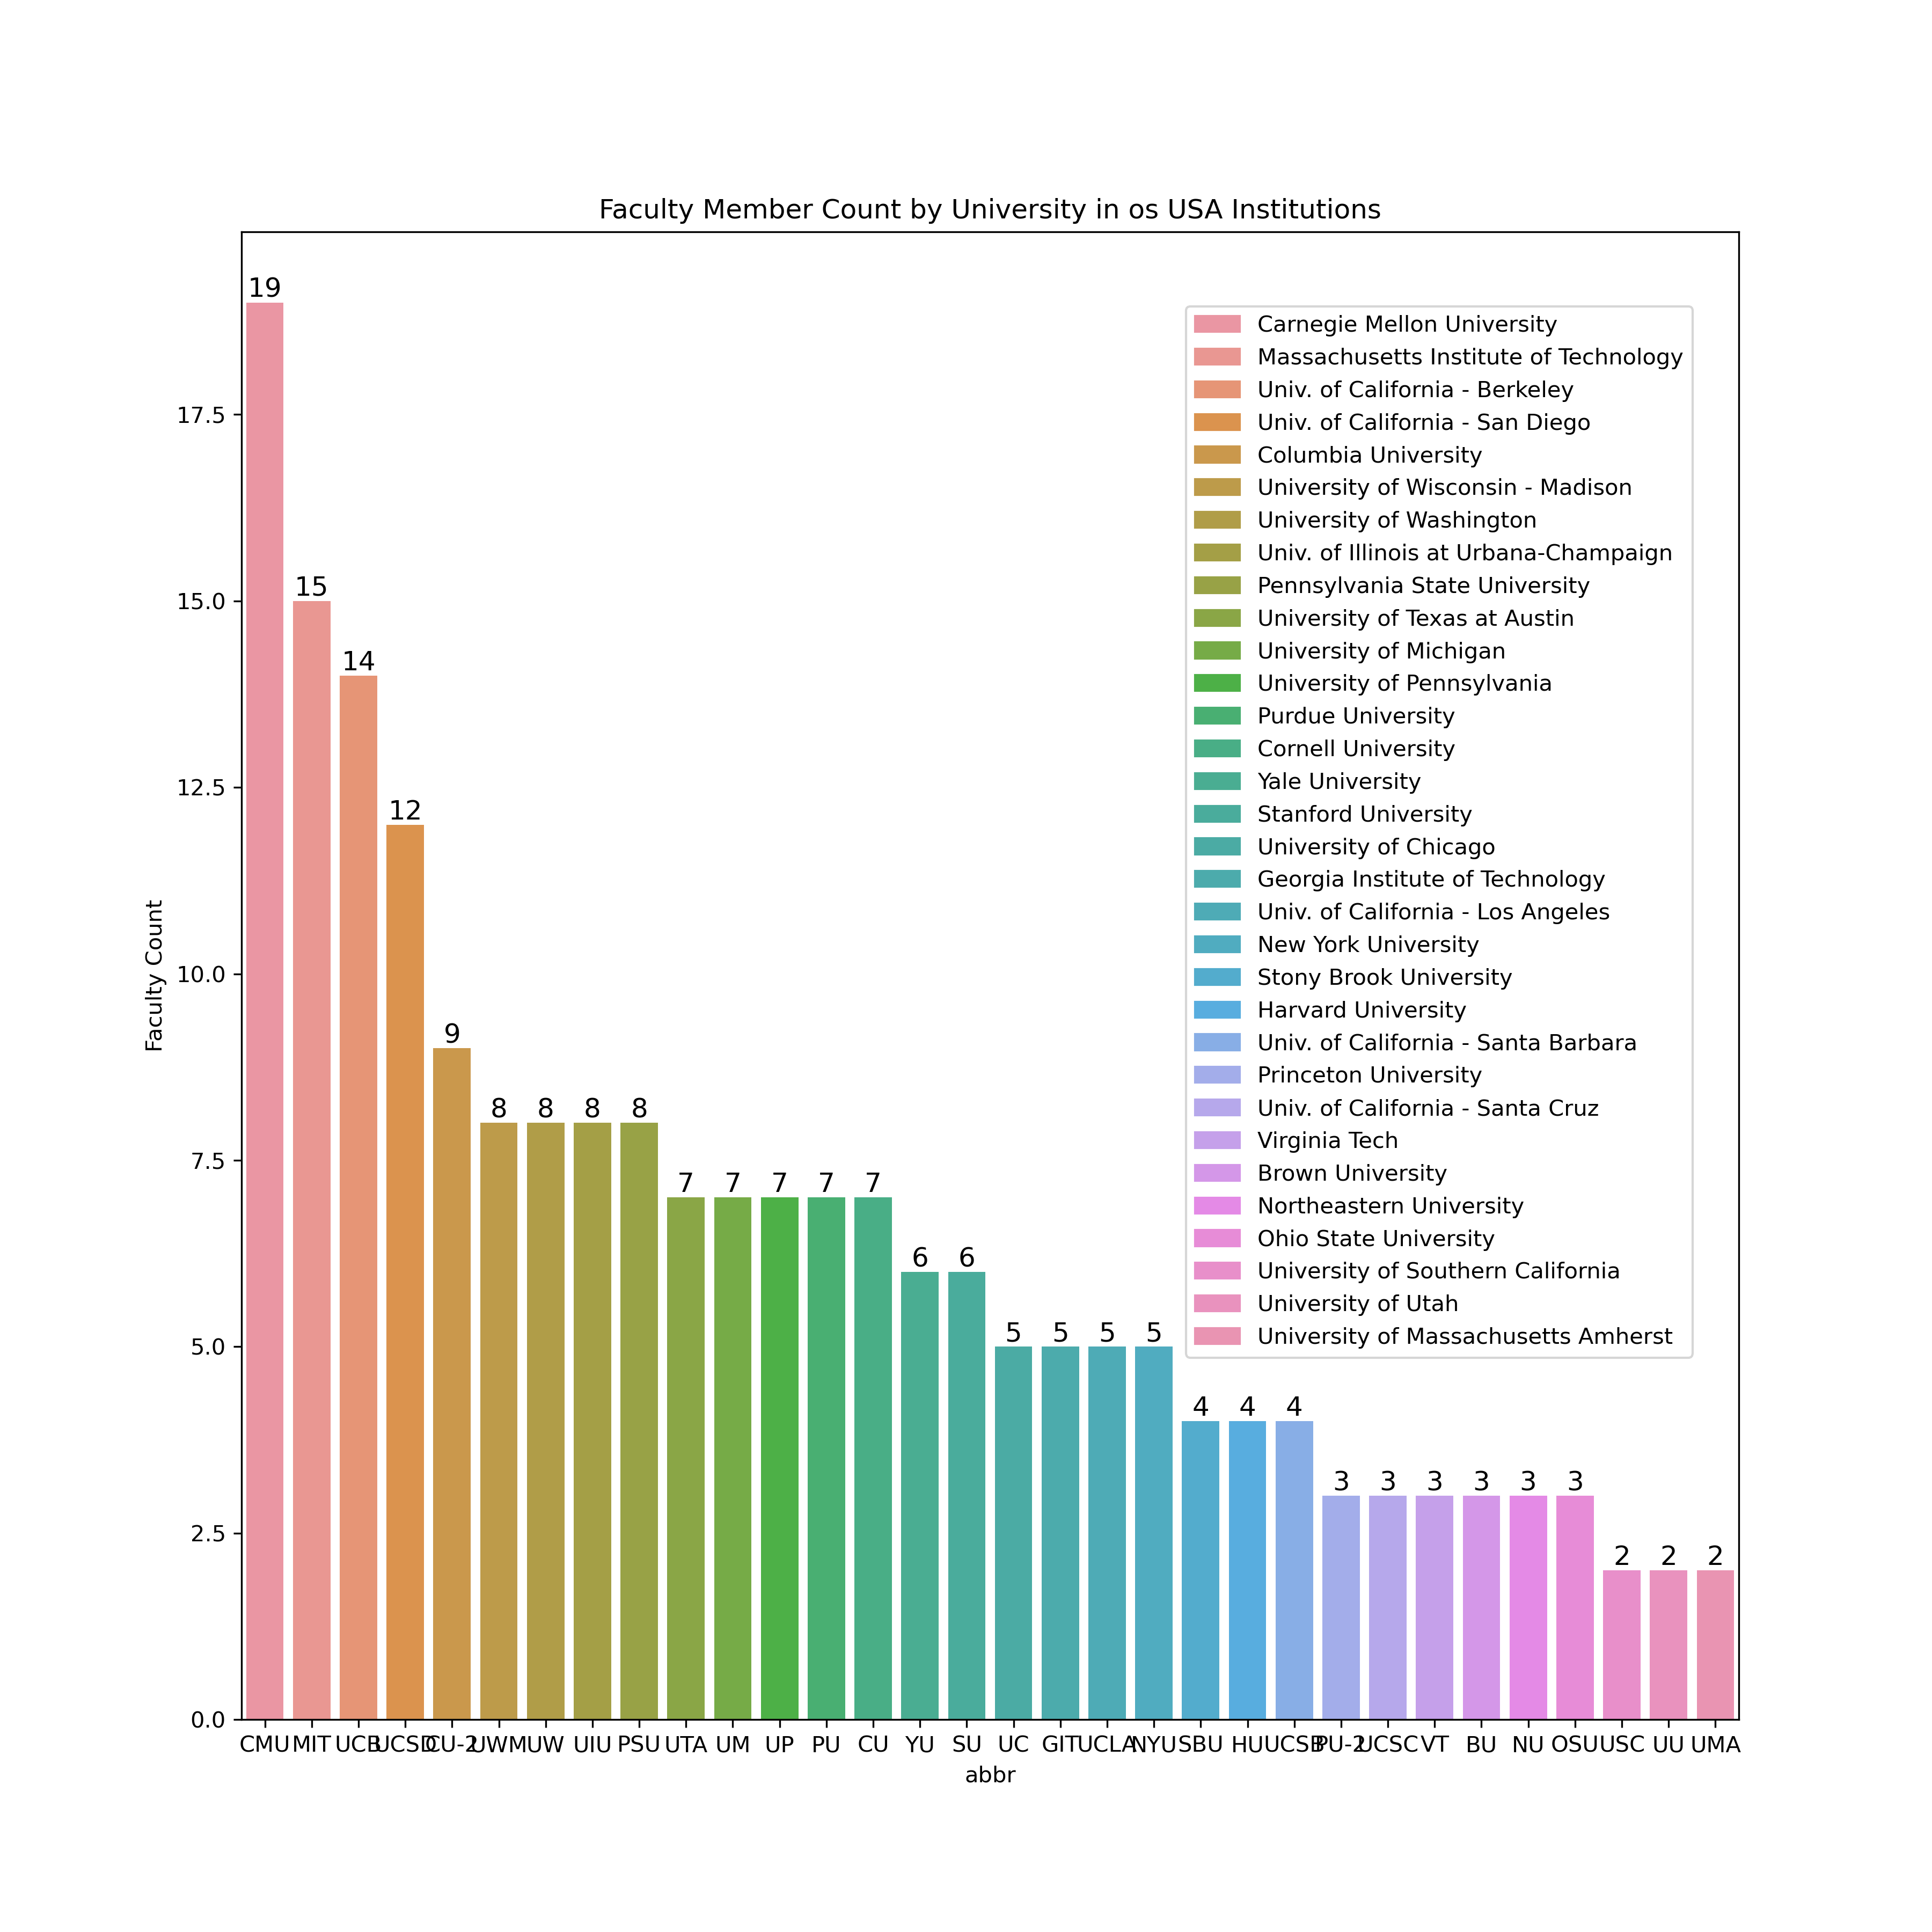 Faculty Member Count by University in os USA Institutions
19
15
14
12
9
8 8 8 8
7 7 7 7 7
6 6
5 5 5 5
4 4 4
3 3 3 3 3 3
2 2 2
Carnegie Mellon University
Massachusetts Institute of Technology
Univ. of California - Berkeley
Univ. of California - San Diego
Columbia University
University of Wisconsin - Madison
University of Washington
Univ. of Illinois at Urbana-Champaign
Pennsylvania State University
University of Texas at Austin
University of Michigan
University of Pennsylvania
Purdue University
Cornell University
Yale University
Stanford University
University of Chicago
Georgia Institute of Technology
Univ. of California - Los Angeles
New York University
Stony Brook University
Harvard University
Univ. of California - Santa Barbara
Princeton University
Univ. of California - Santa Cruz
Virginia Tech
Brown University
Northeastern University
Ohio State University
University of Southern California
University of Utah
University of Massachusetts Amherst
17.5
15.0
12.5
10.0
7.5
5.0
2.5
0.0
Faculty Count
CMU MIT UCB UCSD CU-2 UWM UW UIU PSU UTA UM UP PU CU YU SU UC GIT UCLA NYU SBU HU UCSB PU-2 UCSC VT BU NU OSU USC UU UMA
abbr